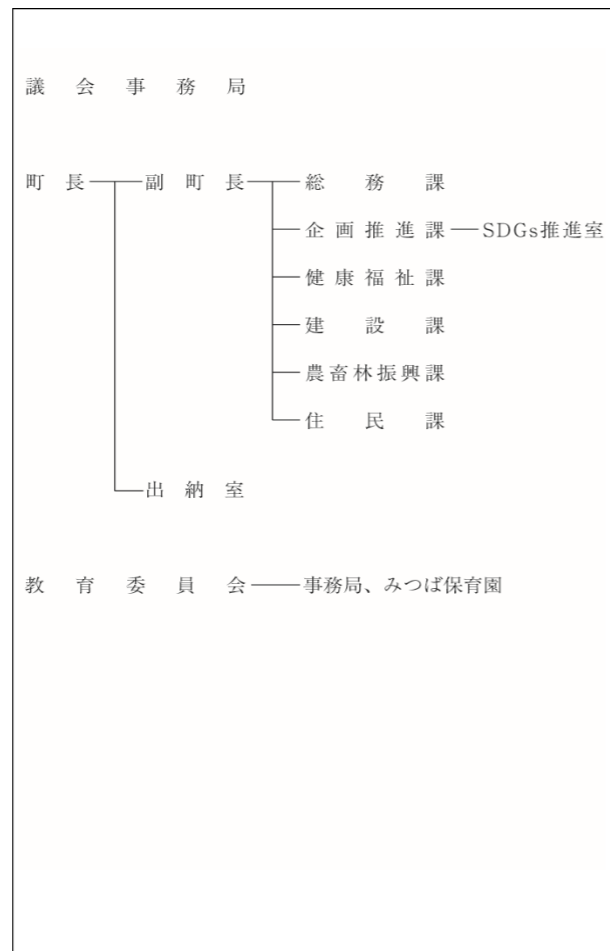 議会事務局
町長 副町長 総務課
企画推進課 SDGs推進室
健康福祉課
建設課
農畜林振興課
住民課
出納室
教育委員会 事務局、みつば保育園